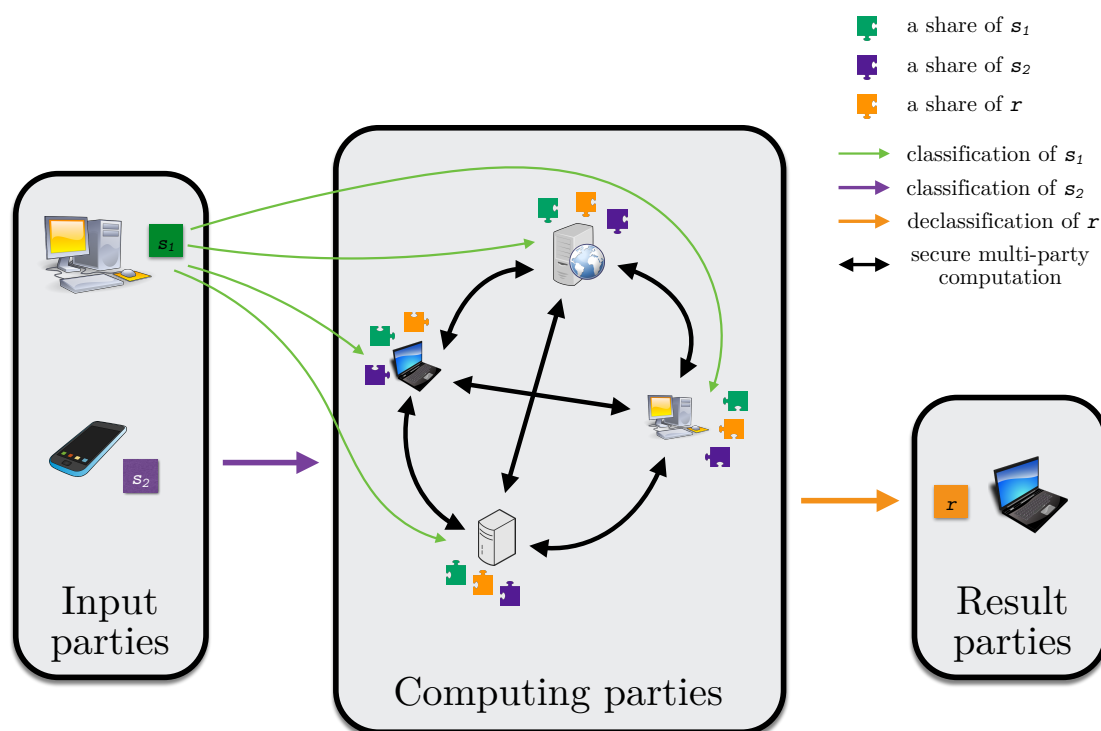 a share of s1
a share of s2
a share of r
classification of s1
classification of s2
declassification of r
secure multi-party
computation
s1
s2
Input
parties
Computing parties
r
Result
parties